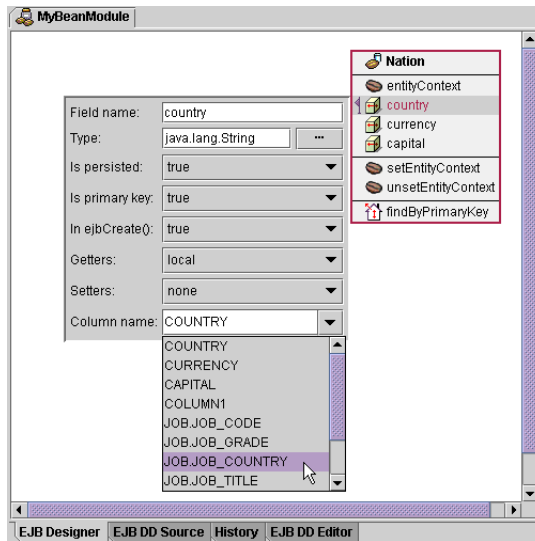 MyBeanModule
Nation
entityContext
country
currency
capital
setEntityContext
unsetEntityContext
findByPrimaryKey
Field name: country
Type: java.lang.String ...
Is persisted: true
Is primary key: true
In ejbCreate(): true
Getters: local
Setters: none
Column name: COUNTRY
COUNTRY
CURRENCY
CAPITAL
COLUMN1
JOB.JOB_CODE
JOB.JOB_GRADE
JOB.JOB_COUNTRY
JOB.JOB_TITLE
EJB Designer EJB DD Source History EJB DD Editor